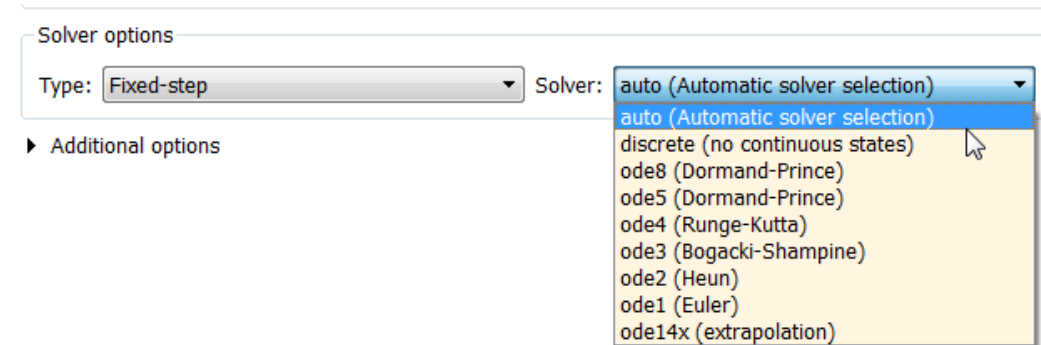 Solver options
Type: Fixed-step Solver: auto (Automatic solver selection)
auto (Automatic solver selection)
Additional options
discrete (no continuous states)
ode8 (Dormand-Prince)
ode5 (Dormand-Prince)
ode4 (Runge-Kutta)
ode3 (Bogacki-Shampine)
ode2 (Heun)
ode1 (Euler)
ode14x (extrapolation)